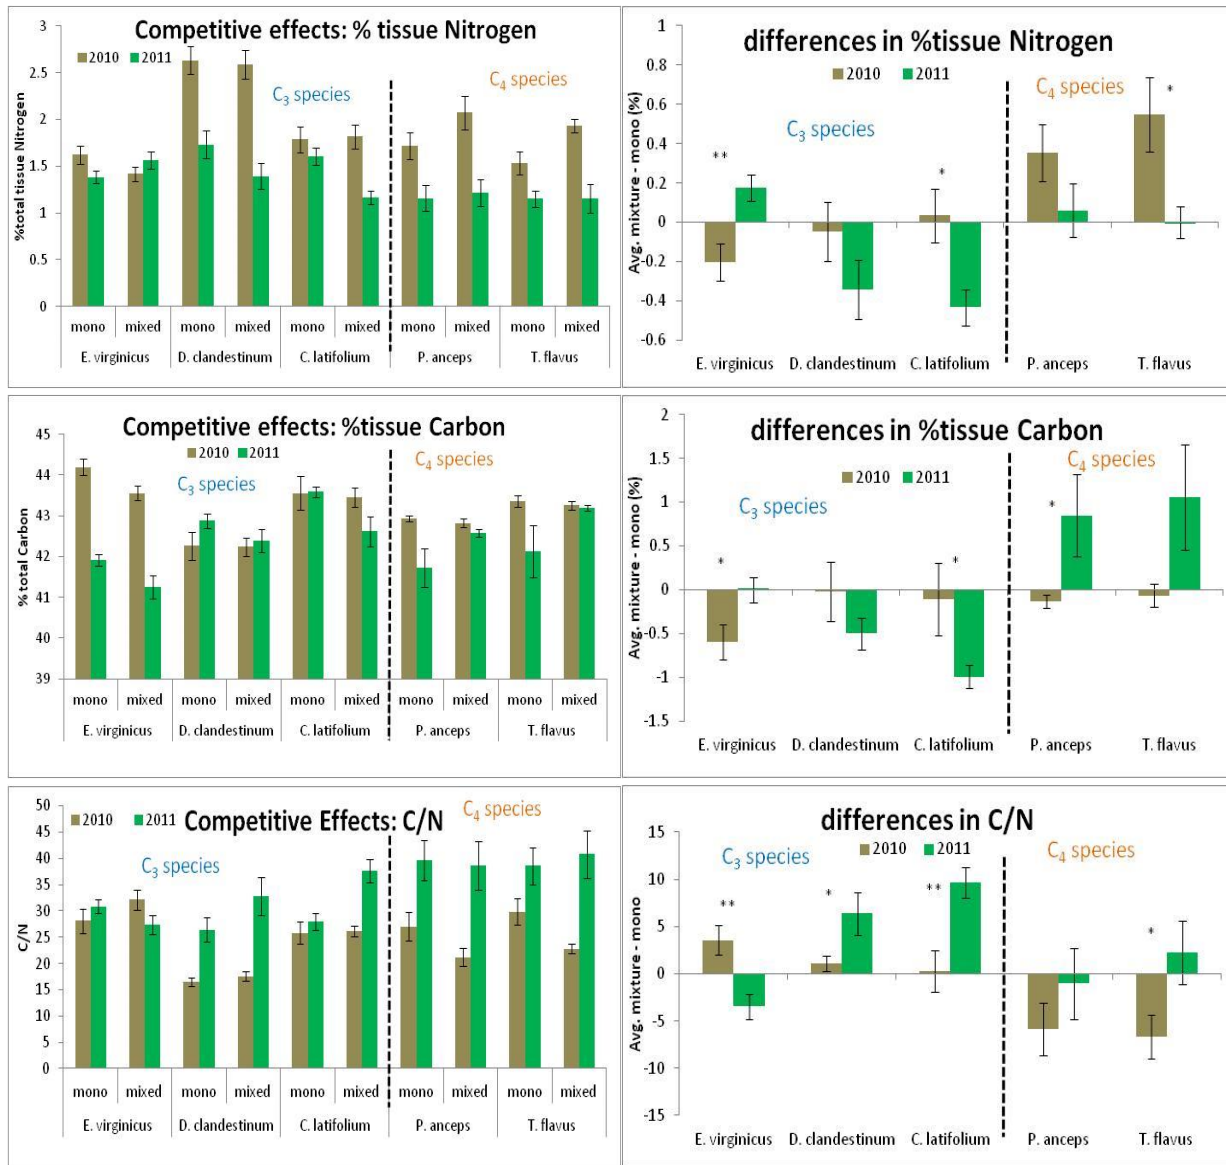 Competitive effects: % tissue Nitrogen
2010 2011
C3 species
C4 species
%total tissue Nitrogen
3
2.5
2
1.5
1
0.5
0
mono mixed mono mixed mono mixed mono mixed mono mixed
E. virginicus D. clandestinum C. latifolium P. anceps T. flavus
differences in %tissue Nitrogen
2010 2011
C4 species
C3 species
Avg. mixture - mono (%)
1
0.8
0.6
0.4
0.2
0
-0.2
-0.4
-0.6
** * *
E. virginicus D. clandestinum C. latifolium P. anceps T. flavus
Competitive effects: %tissue Carbon
2010 2011
C3 species
C4 species
% total Carbon
45
44
43
42
41
40
39
mono mixed mono mixed mono mixed mono mixed mono mixed
E. virginicus D. clandestinum C. latifolium P. anceps T. flavus
differences in %tissue Carbon
C4 species
2010 2011
C3 species
Avg. mixture - mono (%)
2
1.5
1
0.5
0
-0.5
-1
-1.5
* * *
E. virginicus D. clandestinum C. latifolium P. anceps T. flavus
C4 species
2010 2011 Competitive Effects: C/N
C3 species
C/N
50
45
40
35
30
25
20
15
10
5
0
mono mixed mono mixed mono mixed mono mixed mono mixed
E. virginicus D. clandestinum C. latifolium P. anceps T. flavus
differences in C/N
C3 species 2010 2011 C4 species
Avg. mixture - mono
15
10
5
0
-5
-10
-15
** * ** *
E. virginicus D. clandestinum C. latifolium P. anceps T. flavus